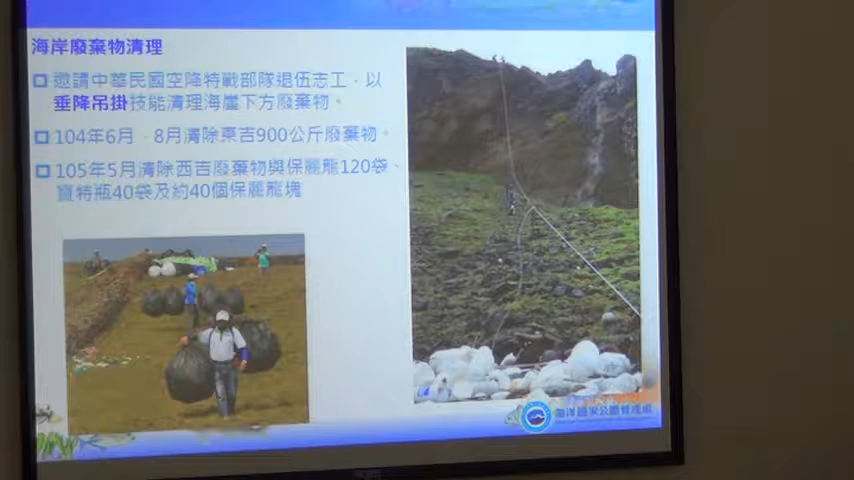 海岸廢棄物清理
邀請中華民國空降特戰部隊退伍志工，以
垂降吊掛技能清理海崖下方廢棄物。
104年6月、8月清除東吉900公斤廢棄物。
105年5月清除西吉廢棄物與保麗龍120袋、
寶特瓶40袋及約40個保麗龍塊
海洋國家公園管理處